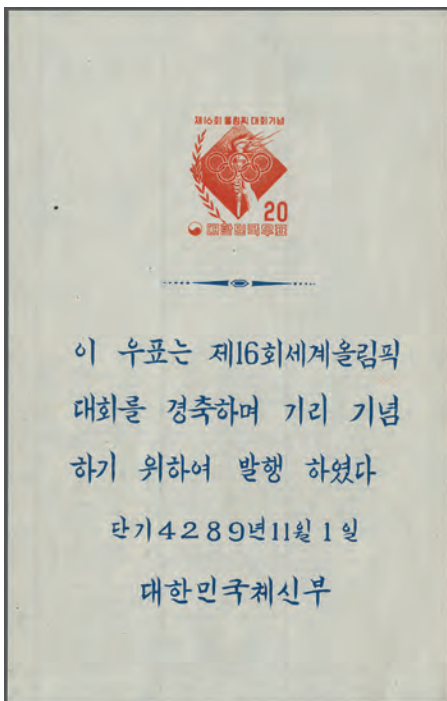 제16회 올림픽 대회기념
20
대한민국우표
이 우표는 제16회세계올림픽
대회를 경축하며 기리 기념
하기 위하여 발행 하였다
단기4289년11월 1일
대한민국체신부